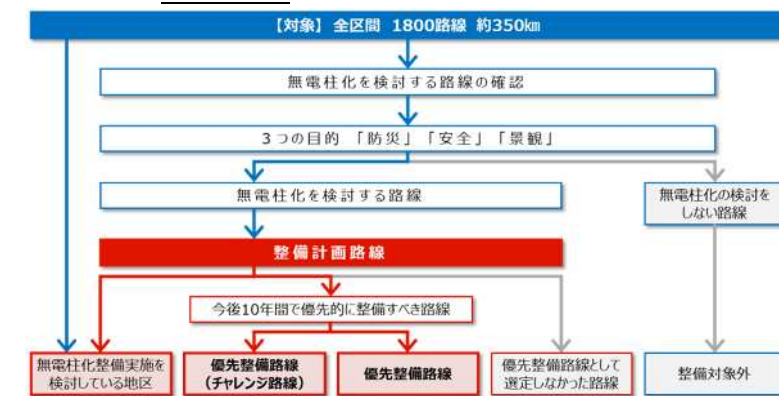 【対象】 全区間 1800路線 約350㎞
無電柱化を検討する路線の確認
3つの目的 「防災」「安全」「景観」
無電柱化を検討する路線
無電柱化の検討を
しない路線
整備計画路線
今後10年間で優先的に整備すべき路線
無電柱化整備実施を
検討している地区
優先整備路線
(チャレンジ路線)
優先整備路線
優先整備路線として
選定しなかった路線
整備対象外